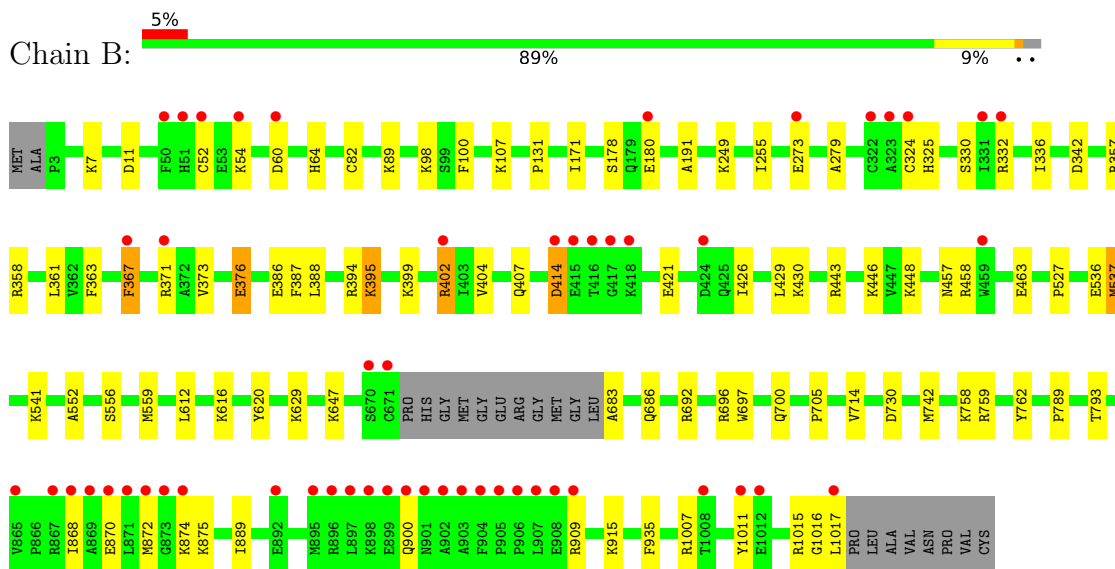 5%
Chain B:
89%
9%
MET ALA P3 K7 D11 F50 H51 C52 E53 K54 D60 H64 C82 K89 K98 S99 F100 K107 P131 I171 S178 Q179 E180 A191 K249 I255 E273 A279 C322 A323 C324 H325 S330 I331 R332 I336 D342 R357
R358 L361 V362 F363 F367 R371 A372 V373 E376 E386 F387 L388 R394 K395 K399 R402 I403 V404 Q407 D414 E415 T416 G417 K418 E421 D424 Q425 I426 L429 K430 R443 K446 V447 K448 N457 R458 W459 E463 P527 E536 M537
K541 A552 S556 M559 L612 K616 Y620 K629 K647 S670 C671 PRO HIS GLY MET GLY GLU ARG GLY MET GLY LEU A683 Q686 R692 R696 W697 Q700 P705 V714 D730 M742 K758 R759 Y762 P789 T793
V865 P866 R867 I868 A869 E870 L871 M872 G873 K874 K875 I889 E892 M895 R896 L897 K898 E899 Q900 N901 A902 A903 F904 P905 P906 L907 E908 R909 K915 F935 R1007 T1008 Y1011 E1012 R1015 G1016 L1017 PRO LEU ALA VAL ASN PRO VAL CYS